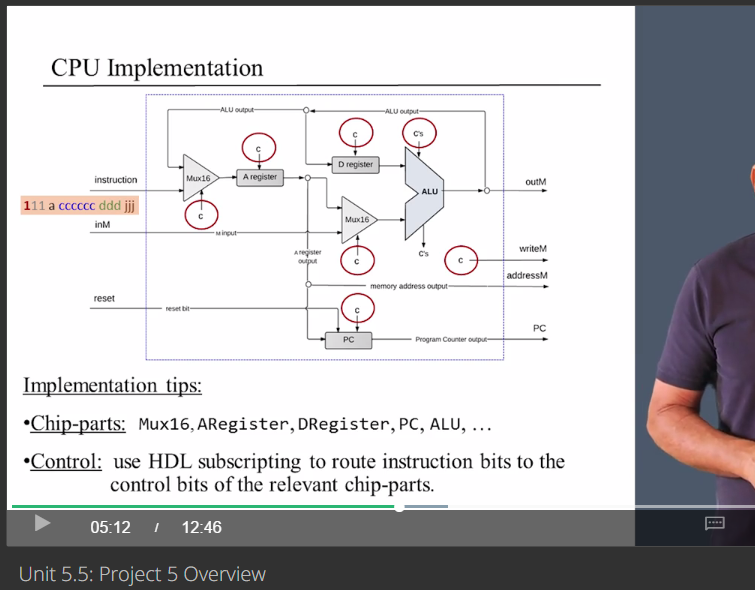 CPU Implementation
ALU output
ALU output
C
C
C's
D register
Mux16
A register
ALU
instruction
outM
111 a cccccc ddd jjj
C
Mux16
inM
M input
A register
output
C
C's
C
writeM
addressM
memory address output
reset
reset bit
C
PC
PC
Program Counter output
Implementation tips:
•Chip-parts: Mux16, ARegister, DRegister, PC, ALU, ...
•Control: use HDL subscripting to route instruction bits to the
control bits of the relevant chip-parts.
05:12 / 12:46
Unit 5.5: Project 5 Overview